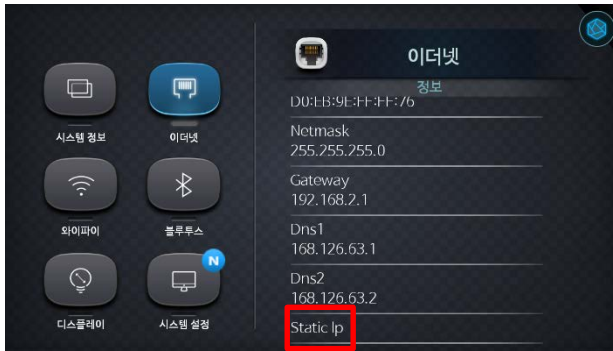 이더넷
정보
D0:EB:9E:FF:FF:76
Netmask
255.255.255.0
Gateway
192.168.2.1
Dns1
168.126.63.1
Dns2
168.126.63.2
Static Ip
시스템 정보
이더넷
와이파이
블루투스
N
디스플레이
시스템 설정